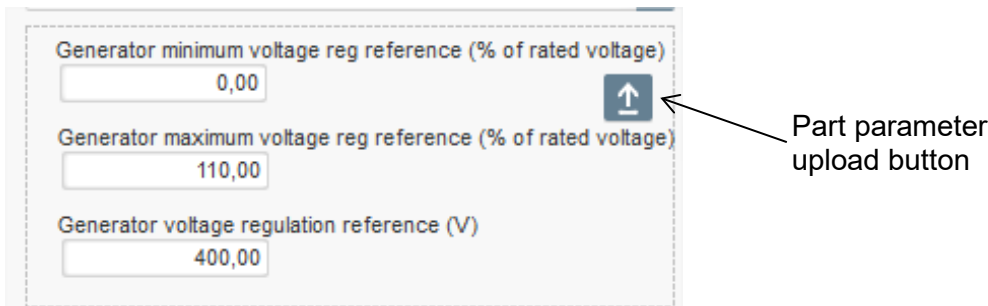 Generator minimum voltage reg reference (% of rated voltage)
0,00
Generator maximum voltage reg reference (% of rated voltage)
110,00
Generator voltage regulation reference (V)
400,00
Part parameter
upload button